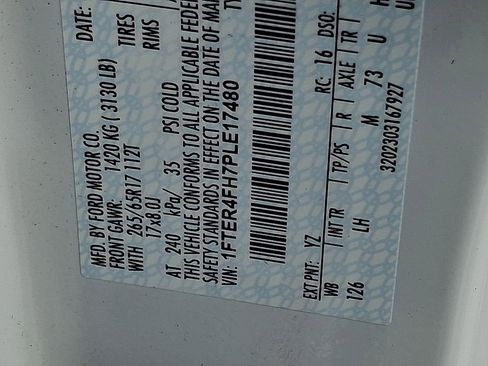 MFD. BY FORD MOTOR CO.
DATE:
FRONT GAWR: 1420 KG ( 3130 LB)
WITH
265/65R17 112T
TIRES
17x8.0J
RIMS
AT 240 kPa/ 35 PSI COLD
THIS VEHICLE CONFORMS TO ALL APPLICABLE FEDER
SAFETY STANDARDS IN EFFECT ON THE DATE OF MAN
VIN: 1FTER4FH7PLE17480
TY
EXT PNT: YZ
RC: 16 DSO:
WB INT TR TP/PS R AXLE TR
126 LH M 73 U
3202303167927